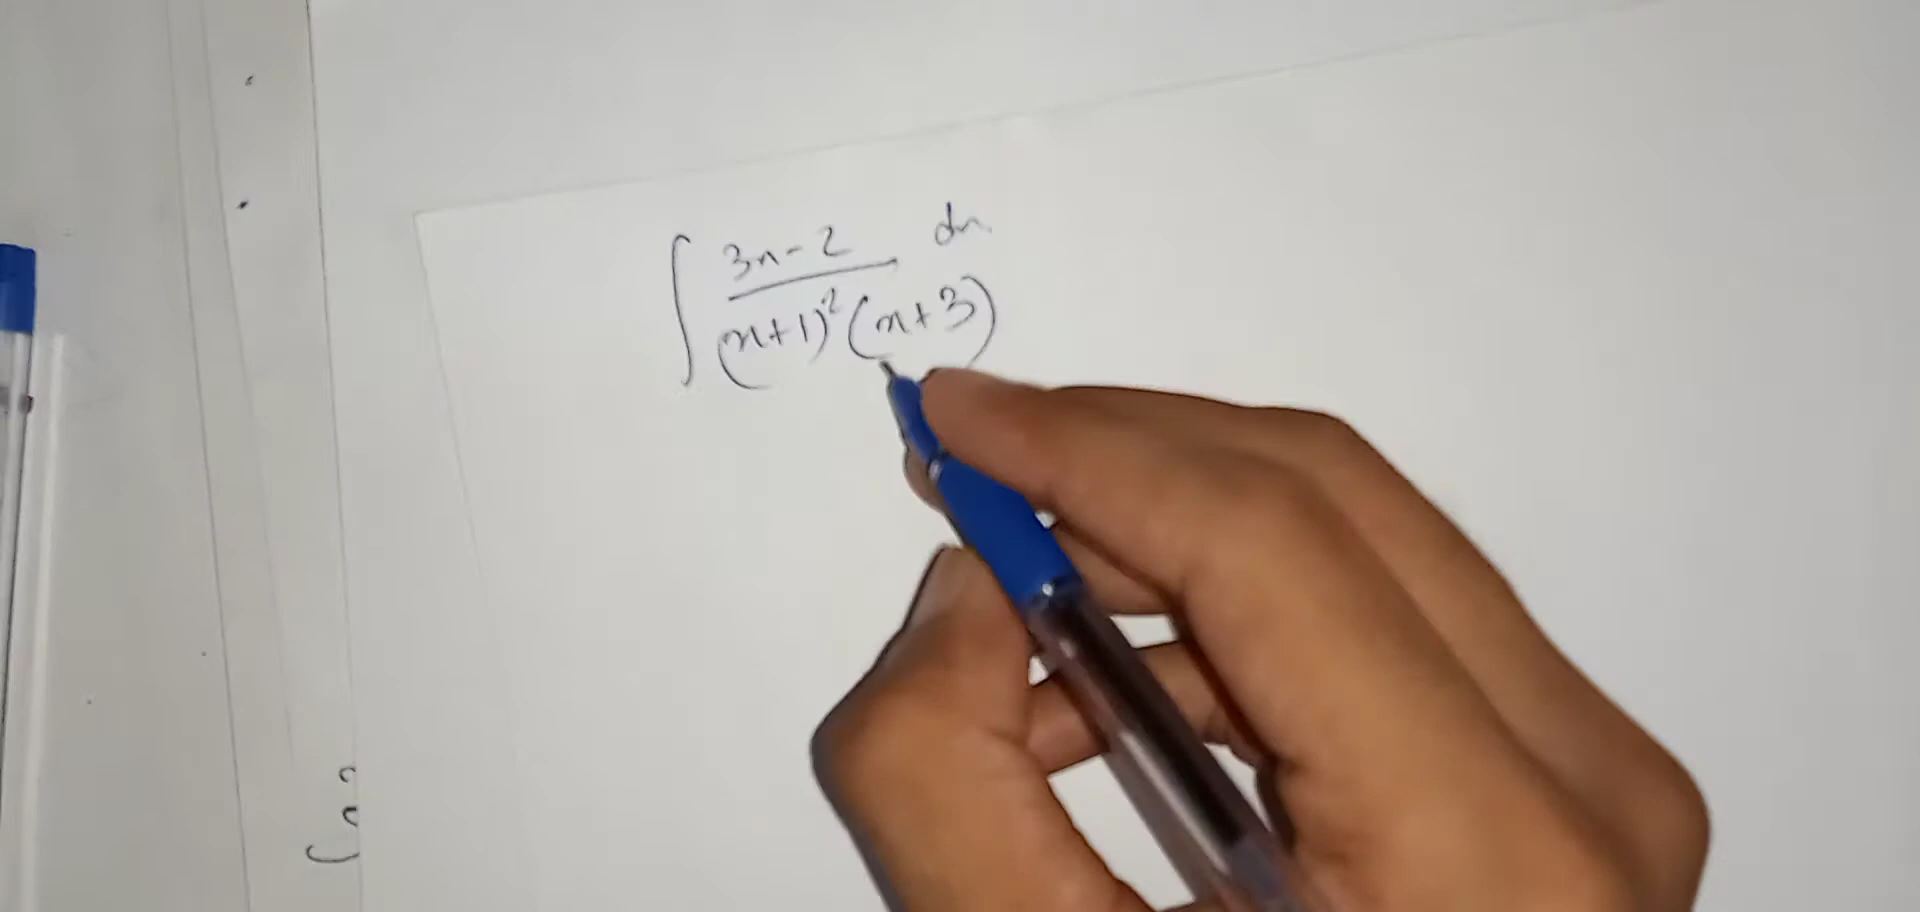 ∫ 3x-2 / (x+1)² (x+3) dx